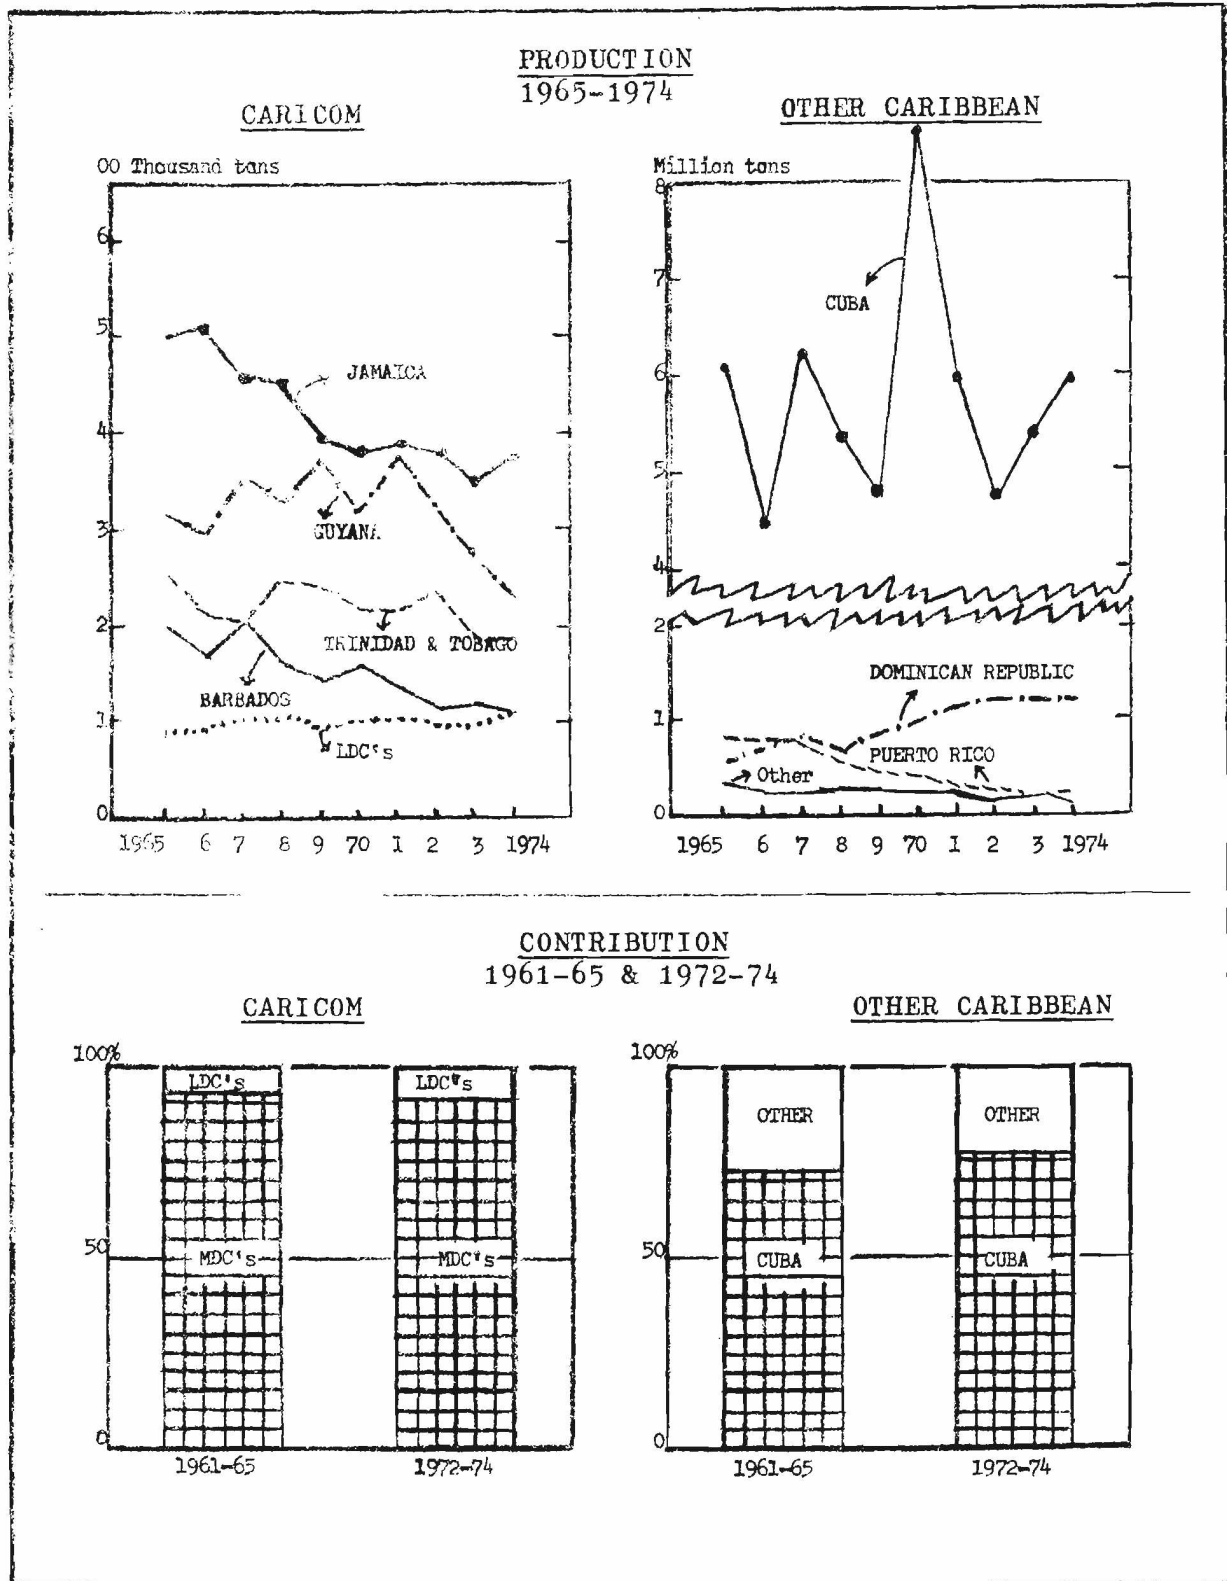 PRODUCTION
1965-1974
CARICOM
OTHER CARIBBEAN
00 Thousand tons
6
5
4
3
2
1
0
JAMAICA
GUYANA
TRINIDAD & TOBAGO
BARBADOS
LDC's
1965 6 7 8 9 70 1 2 3 1974
Million tons
8
7
6
5
4
2
1
0
CUBA
DOMINICAN REPUBLIC
PUERTO RICO
Other
1965 6 7 8 9 70 1 2 3 1974
CONTRIBUTION
1961-65 & 1972-74
CARICOM
OTHER CARIBBEAN
100%
50
0
LDC's
LDC's
MDC's
MDC's
1961-65 1972-74
100%
50
0
OTHER
OTHER
CUBA
CUBA
1961-65 1972-74